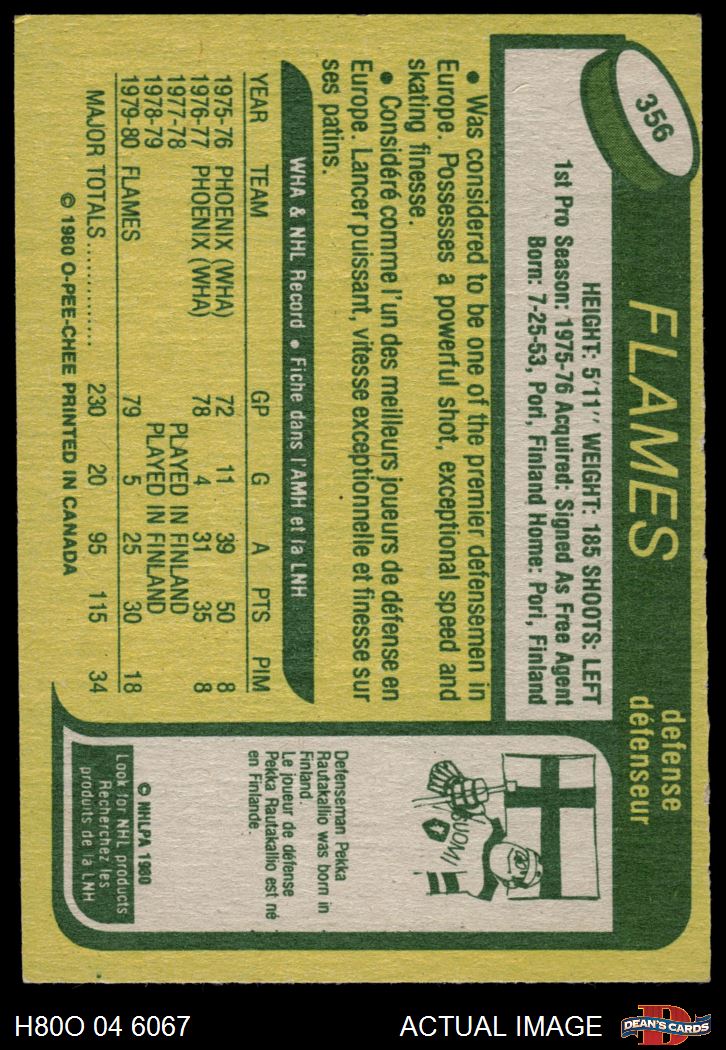 356
FLAMES
defense
défenseur
HEIGHT: 5'11" WEIGHT: 185 SHOOTS: LEFT
1st Pro Season: 1975-76 Acquired: Signed As Free Agent
Born: 7-25-53, Pori, Finland Home: Pori, Finland
• Was considered to be one of the premier defensemen in
Europe. Possesses a powerful shot, exceptional speed and
skating finesse.
• Considéré comme l'un des meilleurs joueurs de défense en
Europe. Lancer puissant, vitesse exceptionnelle et finesse sur
ses patins.
WHA & NHL Record • Fiche dans l'AMH et la LNH
YEAR TEAM GP G A PTS PIM
1975-76 PHOENIX (WHA) 72 11 39 50 8
1976-77 PHOENIX (WHA) 78 4 31 35 8
1977-78 PLAYED IN FINLAND
1978-79 PLAYED IN FINLAND
1979-80 FLAMES 79 5 25 30 18
MAJOR TOTALS .............. 230 20 95 115 34
© 1980 O-PEE-CHEE PRINTED IN CANADA
SUOMI
Defenseman Pekka
Rautakallio was born in
Finland.
Le joueur de défense
Pekka Rautakallio est né
en Finlande.
© NHLPA 1980
Look for NHL products
Recherchez les
produits de la LNH
H80O 04 6067
ACTUAL IMAGE
D
DEAN'S CARDS